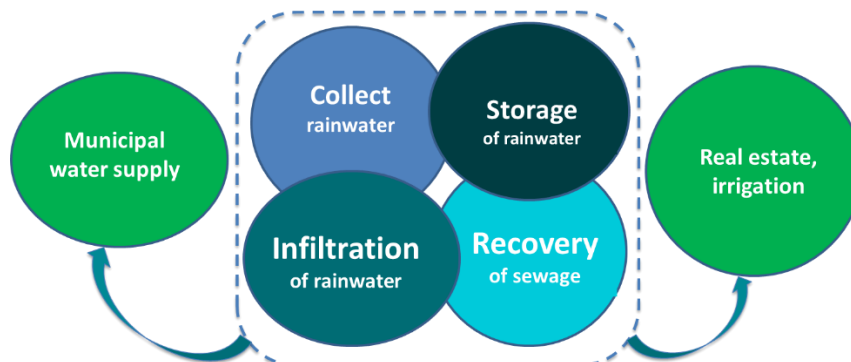 Municipal
water supply
Collect
rainwater
Storage
of rainwater
Infiltration
of rainwater
Recovery
of sewage
Real estate,
irrigation